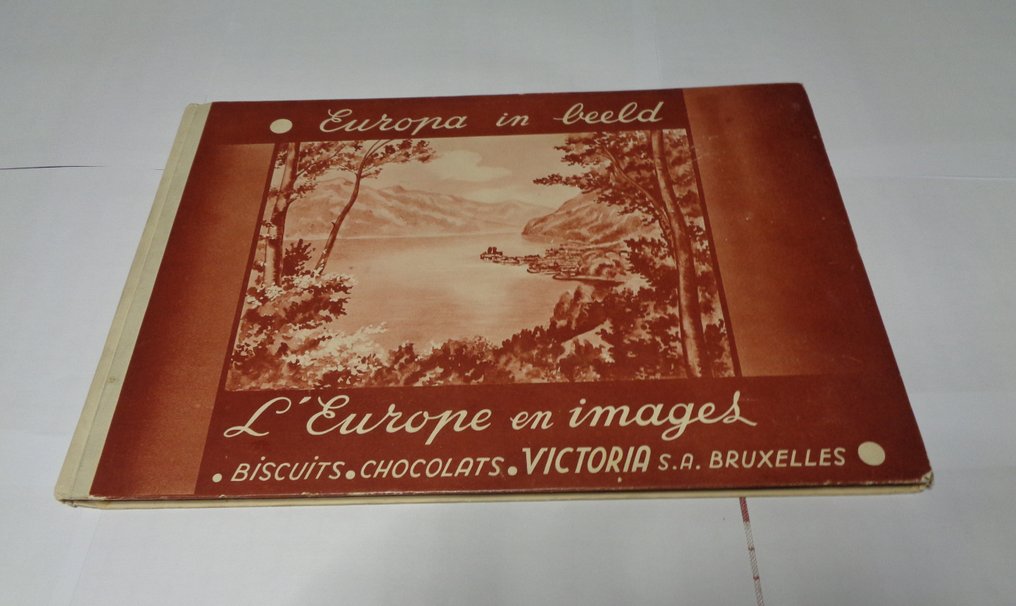 Europa in beeld
L'Europe en images
• BiSCUiTS • CHOCOLATS • VICTORIA S.A. BRUXELLES